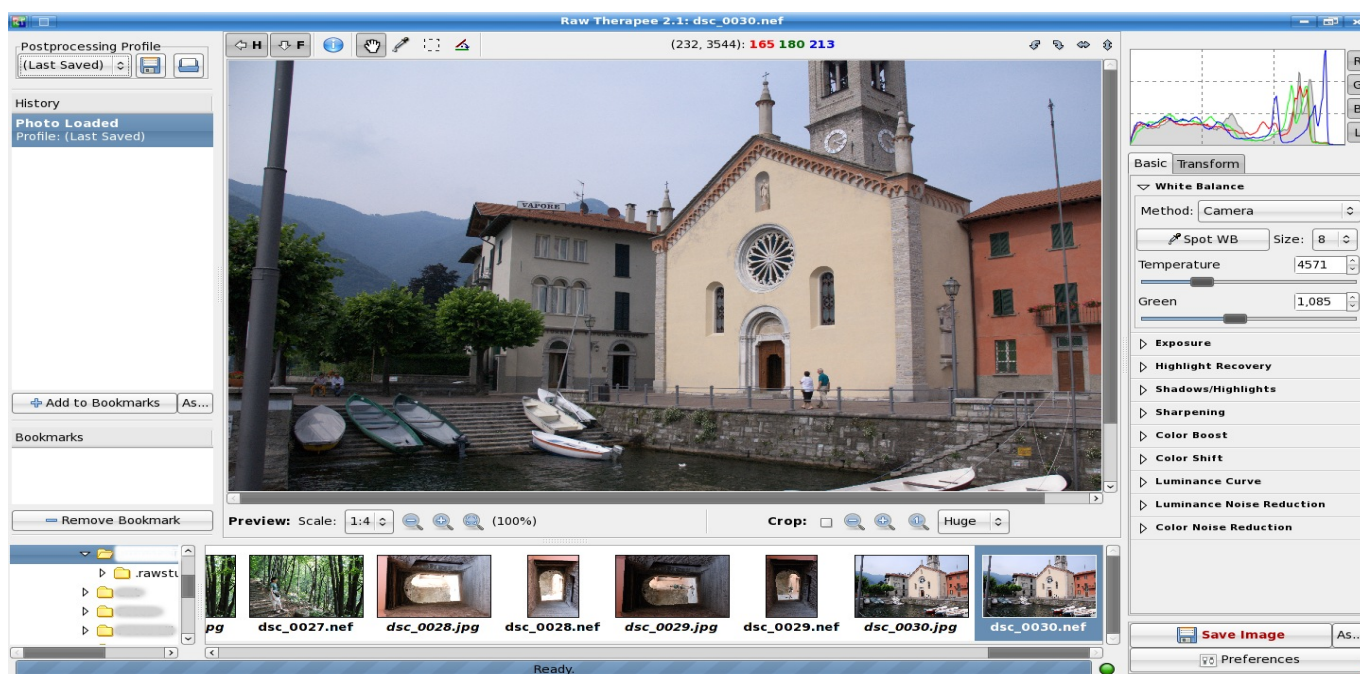 Raw Therapee 2.1: dsc_0030.nef
Postprocessing Profile
(Last Saved)
History
Photo Loaded
Profile: (Last Saved)
Add to Bookmarks As...
Bookmarks
Remove Bookmark
H F (232, 3544): 165 180 213
VAPORE
Preview: Scale: 1:4 (100%) Crop: Huge
R
G
B
L
Basic Transform
White Balance
Method: Camera
Spot WB Size: 8
Temperature 4571
Green 1,085
Exposure
Highlight Recovery
Shadows/Highlights
Sharpening
Color Boost
Color Shift
Luminance Curve
Luminance Noise Reduction
Color Noise Reduction
.rawstu
pg dsc_0027.nef dsc_0028.jpg dsc_0028.nef dsc_0029.jpg dsc_0029.nef dsc_0030.jpg dsc_0030.nef
Save Image As...
Preferences
Ready.